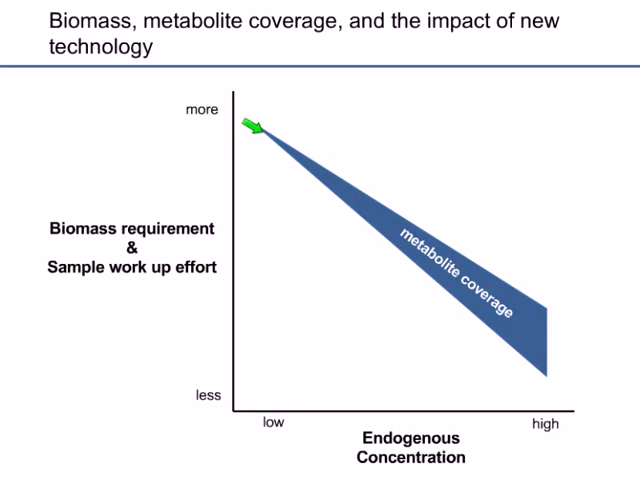 Biomass, metabolite coverage, and the impact of new
technology
more
Biomass requirement
&
Sample work up effort
metabolite coverage
less
low
high
Endogenous
Concentration